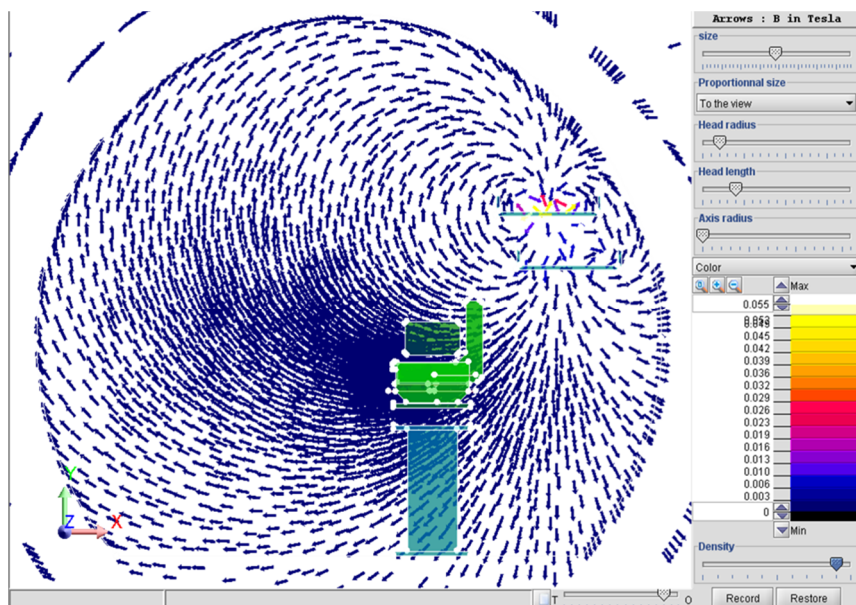 Arrows : B in Tesla
size
Proportionnal size
To the view
Head radius
Head length
Axis radius
Color
Max
0.055
0.052
0.049
0.045
0.042
0.039
0.036
0.032
0.029
0.026
0.023
0.019
0.016
0.013
0.010
0.006
0.003
0
Min
Density
Y
Z
X
T
O
Record
Restore